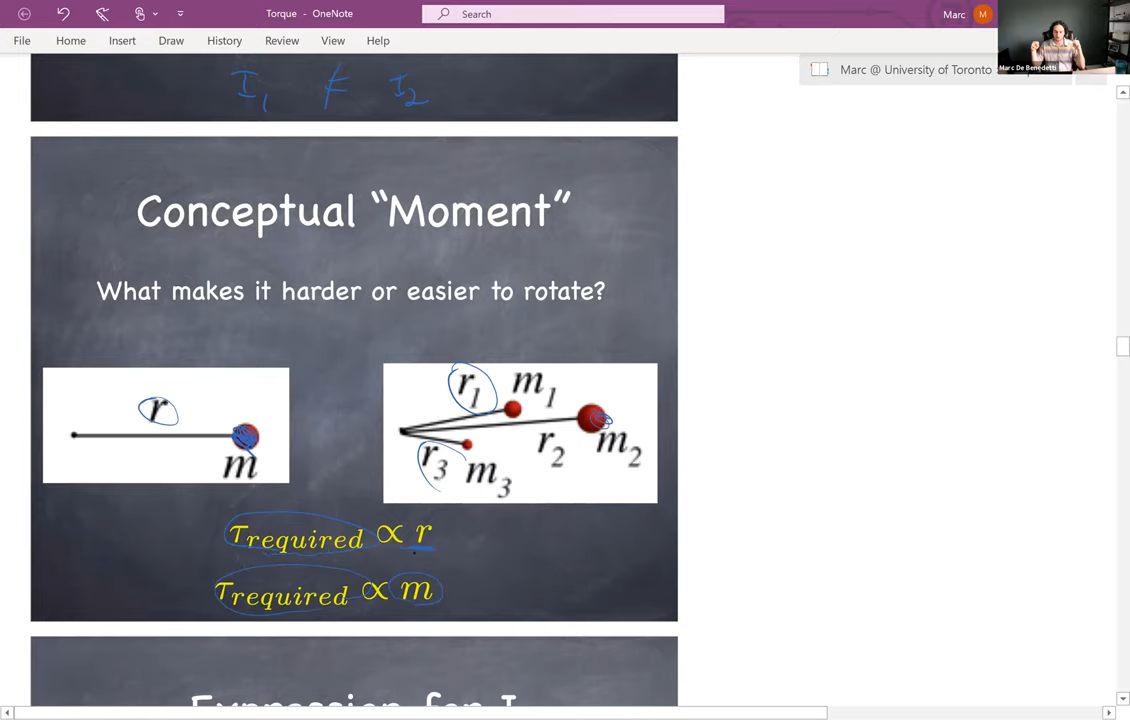 Torque - OneNote
Search
Marc
M
File Home Insert Draw History Review View Help
Marc De Benedetti
Marc @ University of Toronto
I₁ ≠ I₂
Conceptual “Moment”
What makes it harder or easier to rotate?
r
m
r₁ m₁
r₂ m₂
r₃ m₃
τrequired ∝ r
τrequired ∝ m
Expression for I